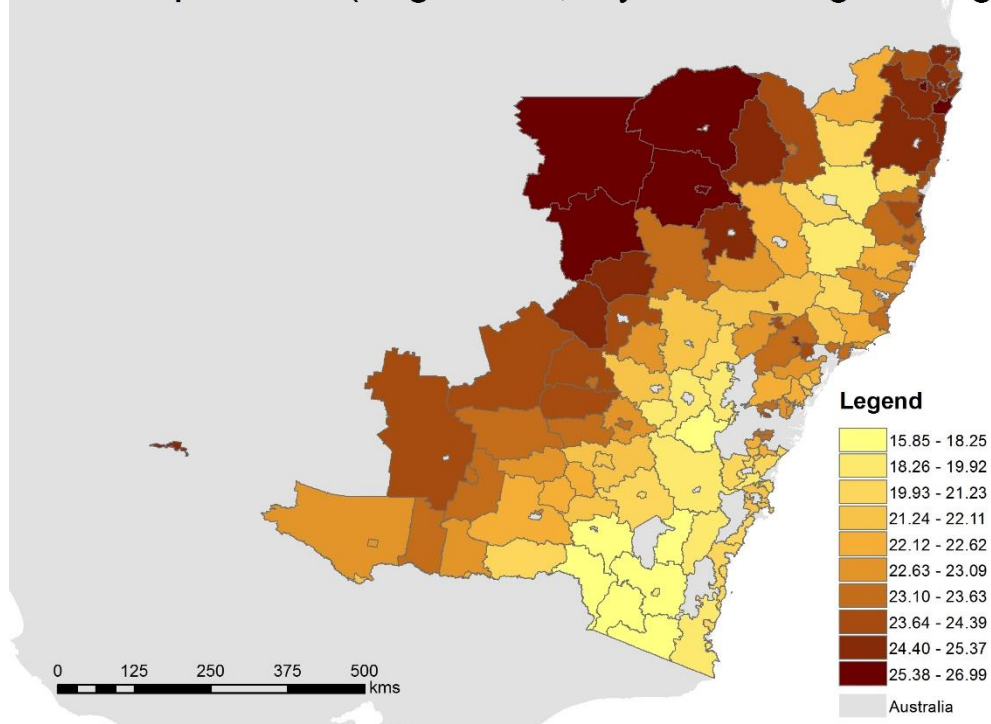 Legend
15.85 - 18.25
18.26 - 19.92
19.93 - 21.23
21.24 - 22.11
22.12 - 22.62
22.63 - 23.09
23.10 - 23.63
23.64 - 24.39
24.40 - 25.37
25.38 - 26.99
Australia
0 125 250 375 500
kms